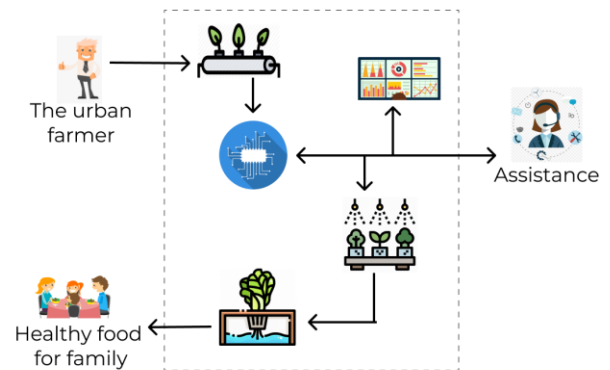 The urban
farmer
Assistance
Healthy food
for family